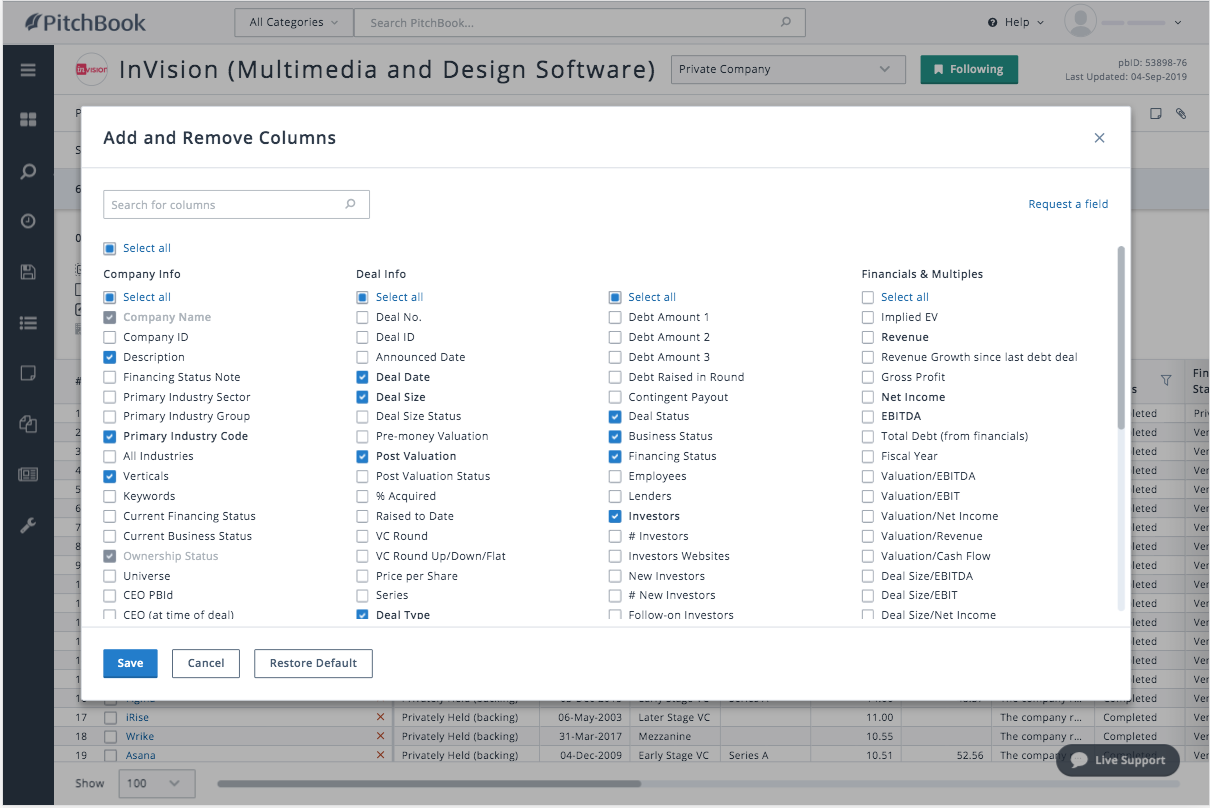 PitchBook
All Categories
Search PitchBook...
Help
invision
InVision (Multimedia and Design Software)
Private Company
Following
pbID: 53898-76
Last Updated: 04-Sep-2019
Add and Remove Columns
Search for columns
Request a field
Select all
Company Info
Select all
Company Name
Company ID
Description
Financing Status Note
Primary Industry Sector
Primary Industry Group
Primary Industry Code
All Industries
Verticals
Keywords
Current Financing Status
Current Business Status
Ownership Status
Universe
CEO PBId
CEO (at time of deal)
Deal Info
Select all
Deal No.
Deal ID
Announced Date
Deal Date
Deal Size
Deal Size Status
Pre-money Valuation
Post Valuation
Post Valuation Status
% Acquired
Raised to Date
VC Round
VC Round Up/Down/Flat
Price per Share
Series
Deal Type
Select all
Debt Amount 1
Debt Amount 2
Debt Amount 3
Debt Raised in Round
Contingent Payout
Deal Status
Business Status
Financing Status
Employees
Lenders
Investors
# Investors
Investors Websites
New Investors
# New Investors
Follow-on Investors
Financials & Multiples
Select all
Implied EV
Revenue
Revenue Growth since last debt deal
Gross Profit
Net Income
EBITDA
Total Debt (from financials)
Fiscal Year
Valuation/EBITDA
Valuation/EBIT
Valuation/Net Income
Valuation/Revenue
Valuation/Cash Flow
Deal Size/EBITDA
Deal Size/EBIT
Deal Size/Net Income
Save
Cancel
Restore Default
17 iRise Privately Held (backing) 06-May-2003 Later Stage VC 11.00 The company r... Completed Ver
18 Wrike Privately Held (backing) 31-Mar-2017 Mezzanine 10.55 The company r... Completed Ver
19 Asana Privately Held (backing) 04-Dec-2009 Early Stage VC Series A 10.51 52.56 The company Completed Ver
Live Support
Show
100